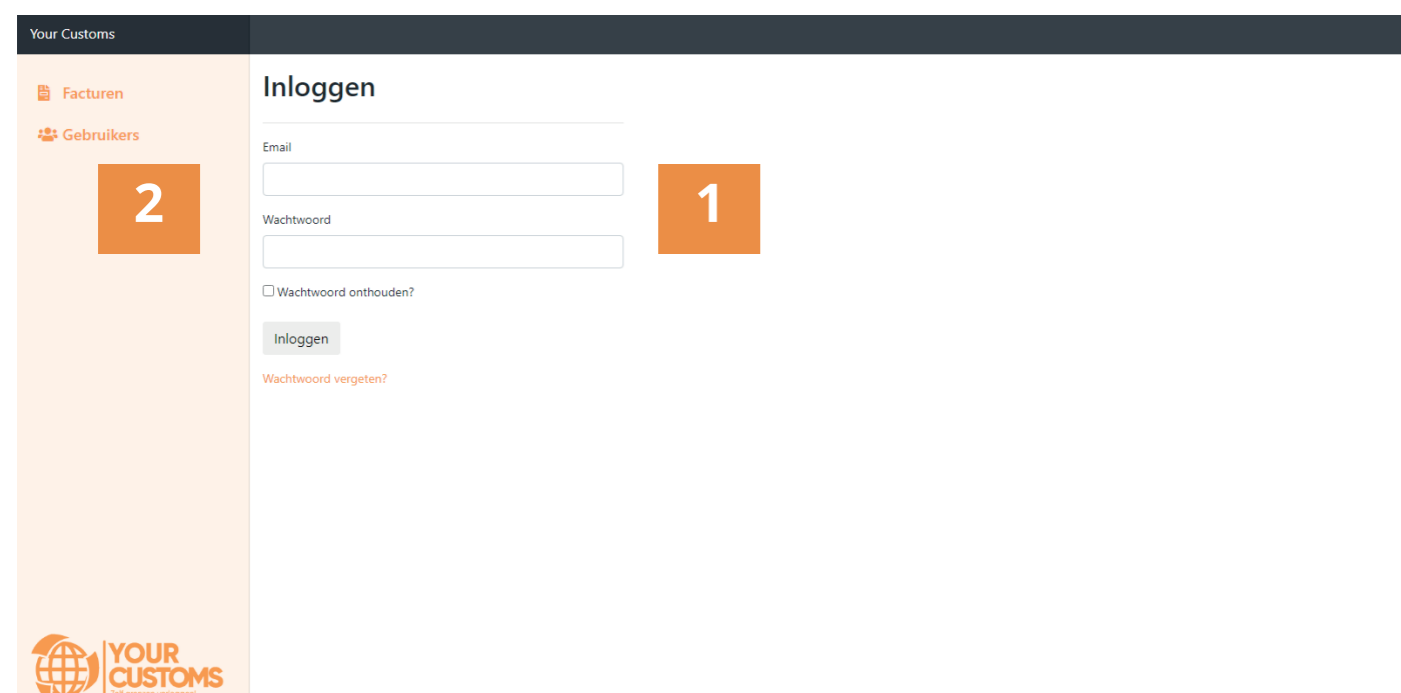 Your Customs
Facturen
Gebruikers
2
Inloggen
Email
Wachtwoord
1
Wachtwoord onthouden?
Inloggen
Wachtwoord vergeten?
YOUR
CUSTOMS